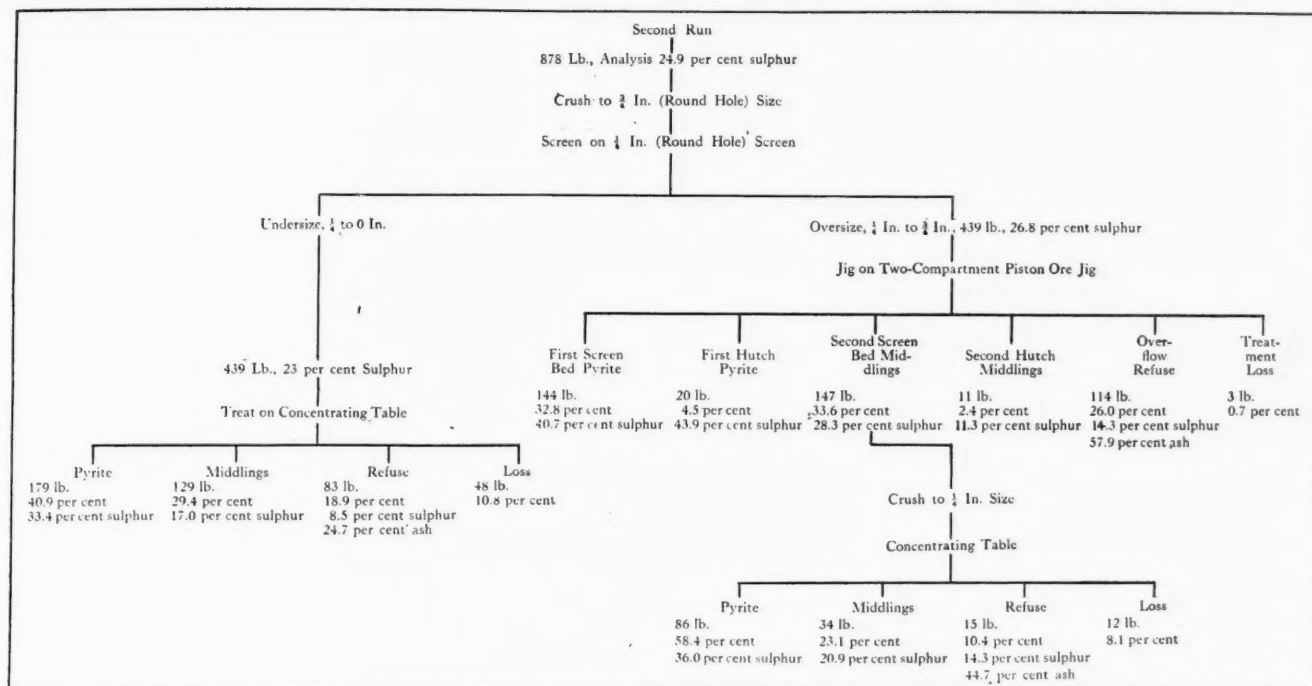 Second Run
878 Lb., Analysis 24.9 per cent sulphur
Crush to ¾ In. (Round Hole) Size
Screen on ¼ In. (Round Hole) Screen
Undersize, ¼ to 0 In.
Oversize, ¼ In. to ¾ In., 439 lb., 26.8 per cent sulphur
Jig on Two-Compartment Piston Ore Jig
First Screen
Bed Pyrite
144 lb.
32.8 per cent
40.7 per cent sulphur
First Hutch
Pyrite
20 lb.
4.5 per cent
43.9 per cent sulphur
Second Screen
Bed Mid-
dlings
147 lb.
33.6 per cent
28.3 per cent sulphur
Second Hutch
Middlings
11 lb.
2.4 per cent
11.3 per cent sulphur
Over-
flow
Refuse
114 lb.
26.0 per cent
14.3 per cent sulphur
57.9 per cent ash
Treat-
ment
Loss
3 lb.
0.7 per cent
439 Lb., 23 per cent Sulphur
Treat on Concentrating Table
Pyrite
179 lb.
40.9 per cent
33.4 per cent sulphur
Middlings
129 lb.
29.4 per cent
17.0 per cent sulphur
Refuse
83 lb.
18.9 per cent
8.5 per cent sulphur
24.7 per cent ash
Loss
48 lb.
10.8 per cent
Crush to ¼ In. Size
Concentrating Table
Pyrite
86 lb.
58.4 per cent
36.0 per cent sulphur
Middlings
34 lb.
23.1 per cent
20.9 per cent sulphur
Refuse
15 lb.
10.4 per cent
14.3 per cent sulphur
44.7 per cent ash
Loss
12 lb.
8.1 per cent